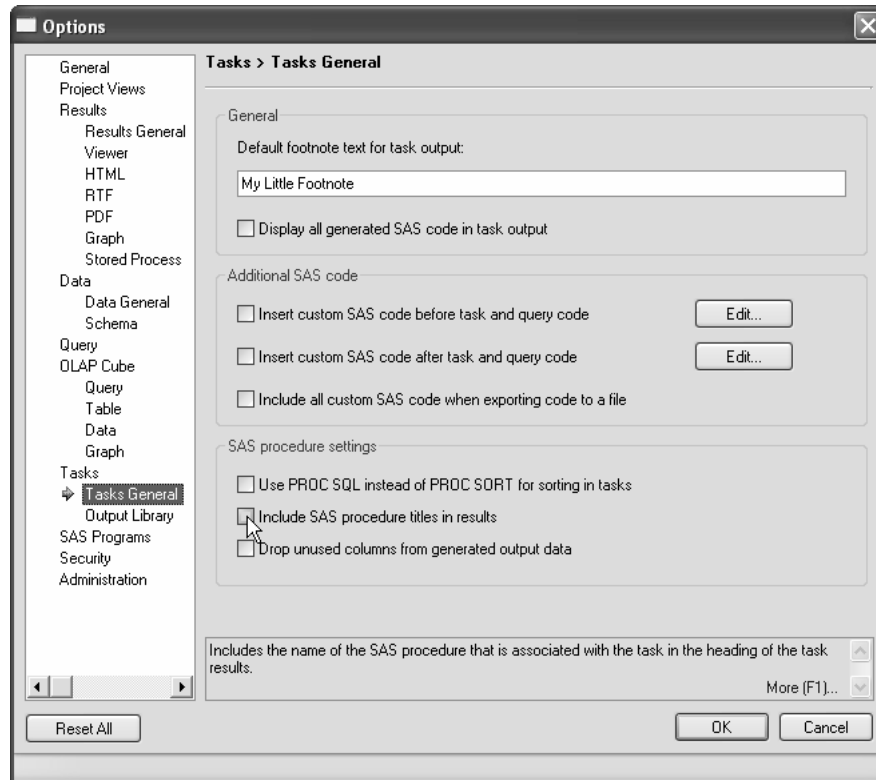 Options
General
Project Views
Results
Results General
Viewer
HTML
RTF
PDF
Graph
Stored Process
Data
Data General
Schema
Query
OLAP Cube
Query
Table
Data
Graph
Tasks
Tasks General
Output Library
SAS Programs
Security
Administration
Tasks > Tasks General
General
Default footnote text for task output:
My Little Footnote
Display all generated SAS code in task output
Additional SAS code
Insert custom SAS code before task and query code
Edit...
Insert custom SAS code after task and query code
Edit...
Include all custom SAS code when exporting code to a file
SAS procedure settings
Use PROC SQL instead of PROC SORT for sorting in tasks
Include SAS procedure titles in results
Drop unused columns from generated output data
Includes the name of the SAS procedure that is associated with the task in the heading of the task
results.
More (F1)...
Reset All
OK
Cancel